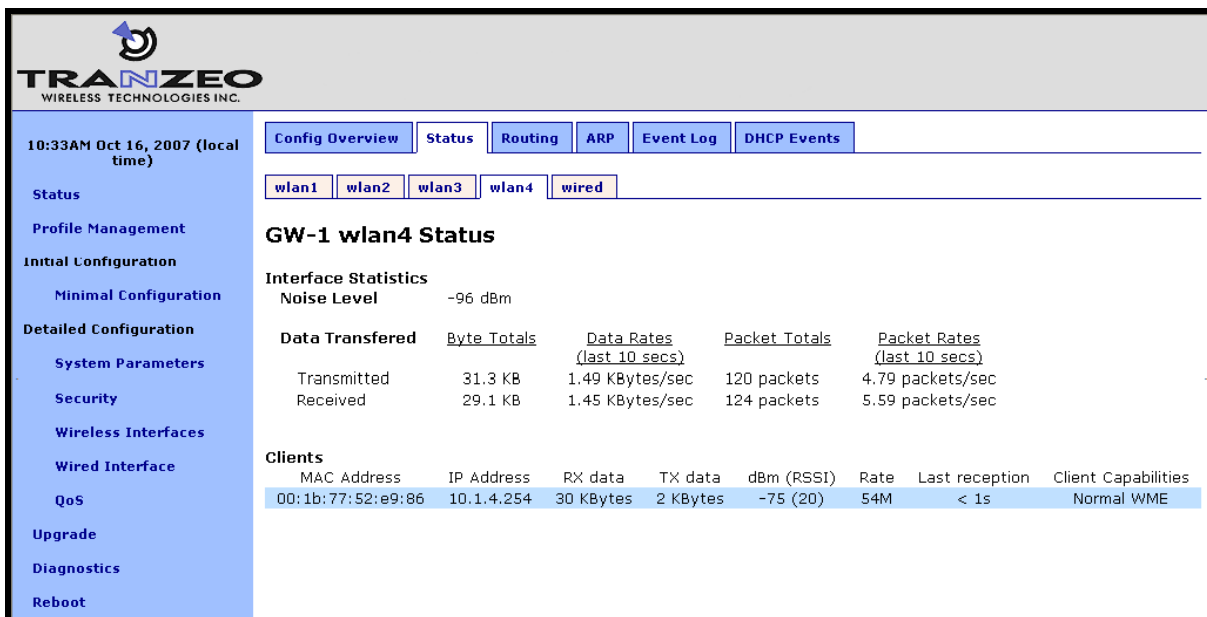 TRANZEO
WIRELESS TECHNOLOGIES INC.
10:33AM Oct 16, 2007 (local
time)
Status
Profile Management
Initial Configuration
Minimal Configuration
Detailed Configuration
System Parameters
Security
Wireless Interfaces
Wired Interface
QoS
Upgrade
Diagnostics
Reboot
Config Overview Status Routing ARP Event Log DHCP Events
wlan1 wlan2 wlan3 wlan4 wired
GW-1 wlan4 Status
Interface Statistics
Noise Level -96 dBm
Data Transfered Byte Totals Data Rates Packet Totals Packet Rates
(last 10 secs) (last 10 secs)
Transmitted 31.3 KB 1.49 KBytes/sec 120 packets 4.79 packets/sec
Received 29.1 KB 1.45 KBytes/sec 124 packets 5.59 packets/sec
Clients
MAC Address IP Address RX data TX data dBm (RSSI) Rate Last reception Client Capabilities
00:1b:77:52:e9:86 10.1.4.254 30 KBytes 2 KBytes -75 (20) 54M < 1s Normal WME